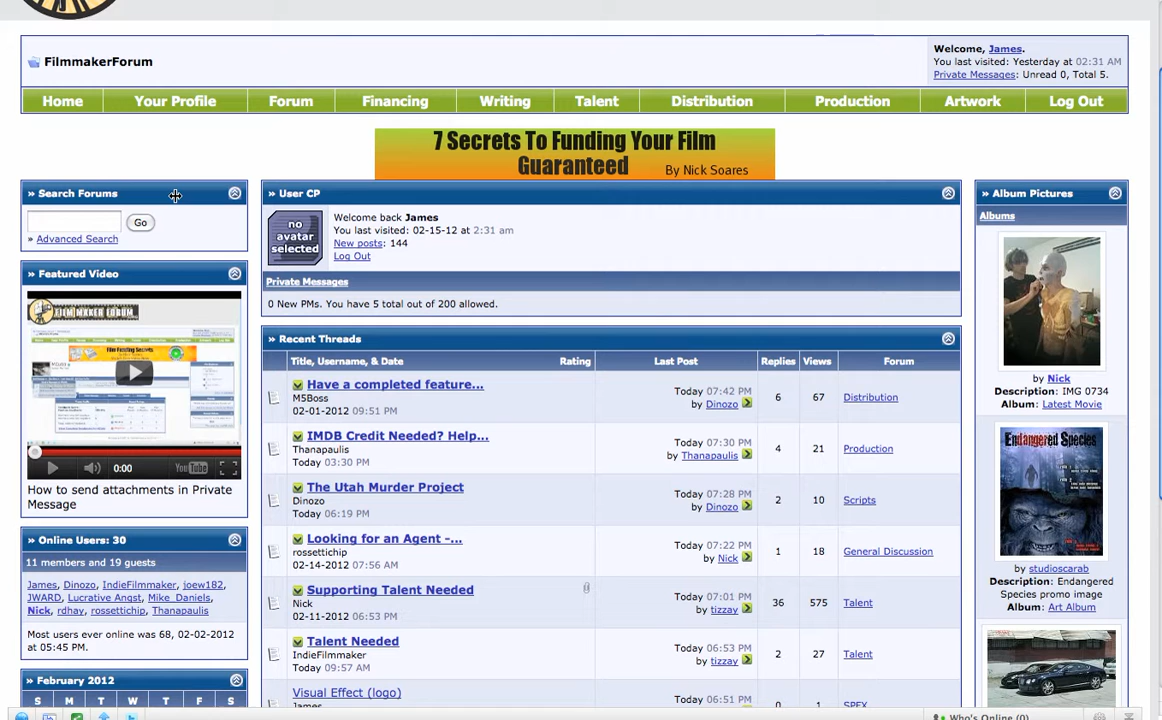 FilmmakerForum
Welcome, James.
You last visited: Yesterday at 02:31 AM
Private Messages: Unread 0, Total 5.
Home
Your Profile
Forum
Financing
Writing
Talent
Distribution
Production
Artwork
Log Out
7 Secrets To Funding Your Film
Guaranteed
By Nick Soares
» Search Forums
Go
» Advanced Search
» Featured Video
FILM MAKER FORUM
0:00
YouTube
How to send attachments in Private
Message
» Online Users: 30
11 members and 19 guests
James, Dinozo, IndieFilmmaker, joew182,
JWARD, Lucrative Angst, Mike_Daniels,
Nick, rdhay, rossettichip, Thanapaulis
Most users ever online was 68, 02-02-2012
at 05:45 PM.
» February 2012
S M T W T F S
» User CP
no
avatar
selected
Welcome back James
You last visited: 02-15-12 at 2:31 am
New posts: 144
Log Out
Private Messages
0 New PMs. You have 5 total out of 200 allowed.
» Recent Threads
Title, Username, & Date Rating Last Post Replies Views Forum
Have a completed feature...
M5Boss
02-01-2012 09:51 PM
Today 07:42 PM
by Dinozo
6 67 Distribution
IMDB Credit Needed? Help...
Thanapaulis
Today 03:30 PM
Today 07:30 PM
by Thanapaulis
4 21 Production
The Utah Murder Project
Dinozo
Today 06:19 PM
Today 07:28 PM
by Dinozo
2 10 Scripts
Looking for an Agent -...
rossettichip
02-14-2012 07:56 AM
Today 07:22 PM
by Nick
1 18 General Discussion
Supporting Talent Needed
Nick
02-11-2012 06:53 PM
Today 07:01 PM
by tizzay
36 575 Talent
Talent Needed
IndieFilmmaker
Today 09:57 AM
Today 06:53 PM
by tizzay
2 27 Talent
Visual Effect (logo)
James
Today 06:51 PM
0 1 SPFX
» Album Pictures
Albums
by Nick
Description: IMG 0734
Album: Latest Movie
Endangered
Species
by studioscarab
Description: Endangered
Species promo image
Album: Art Album
Who's Online (0)